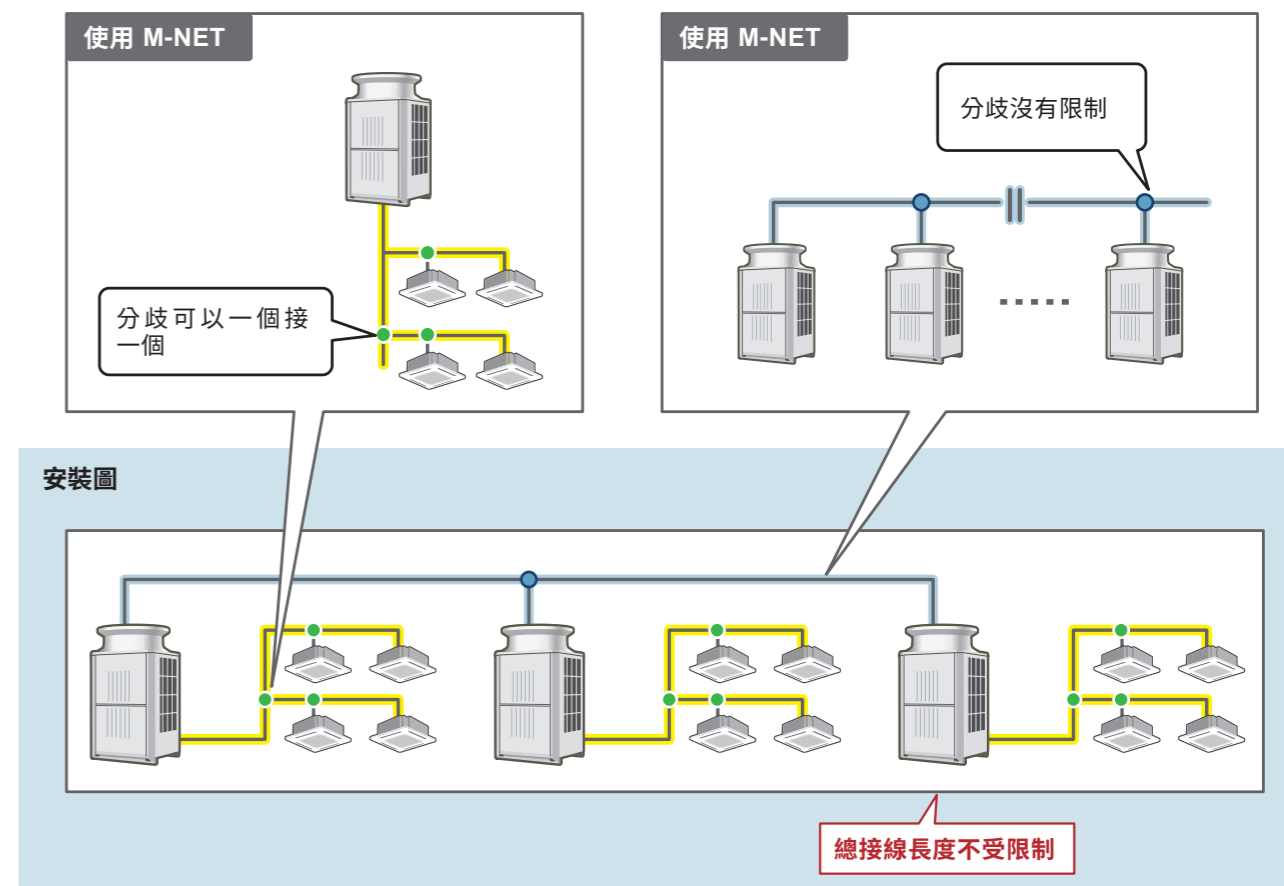 使用 M-NET
分歧可以一個接
一個
使用 M-NET
分歧沒有限制
安裝圖
總接線長度不受限制